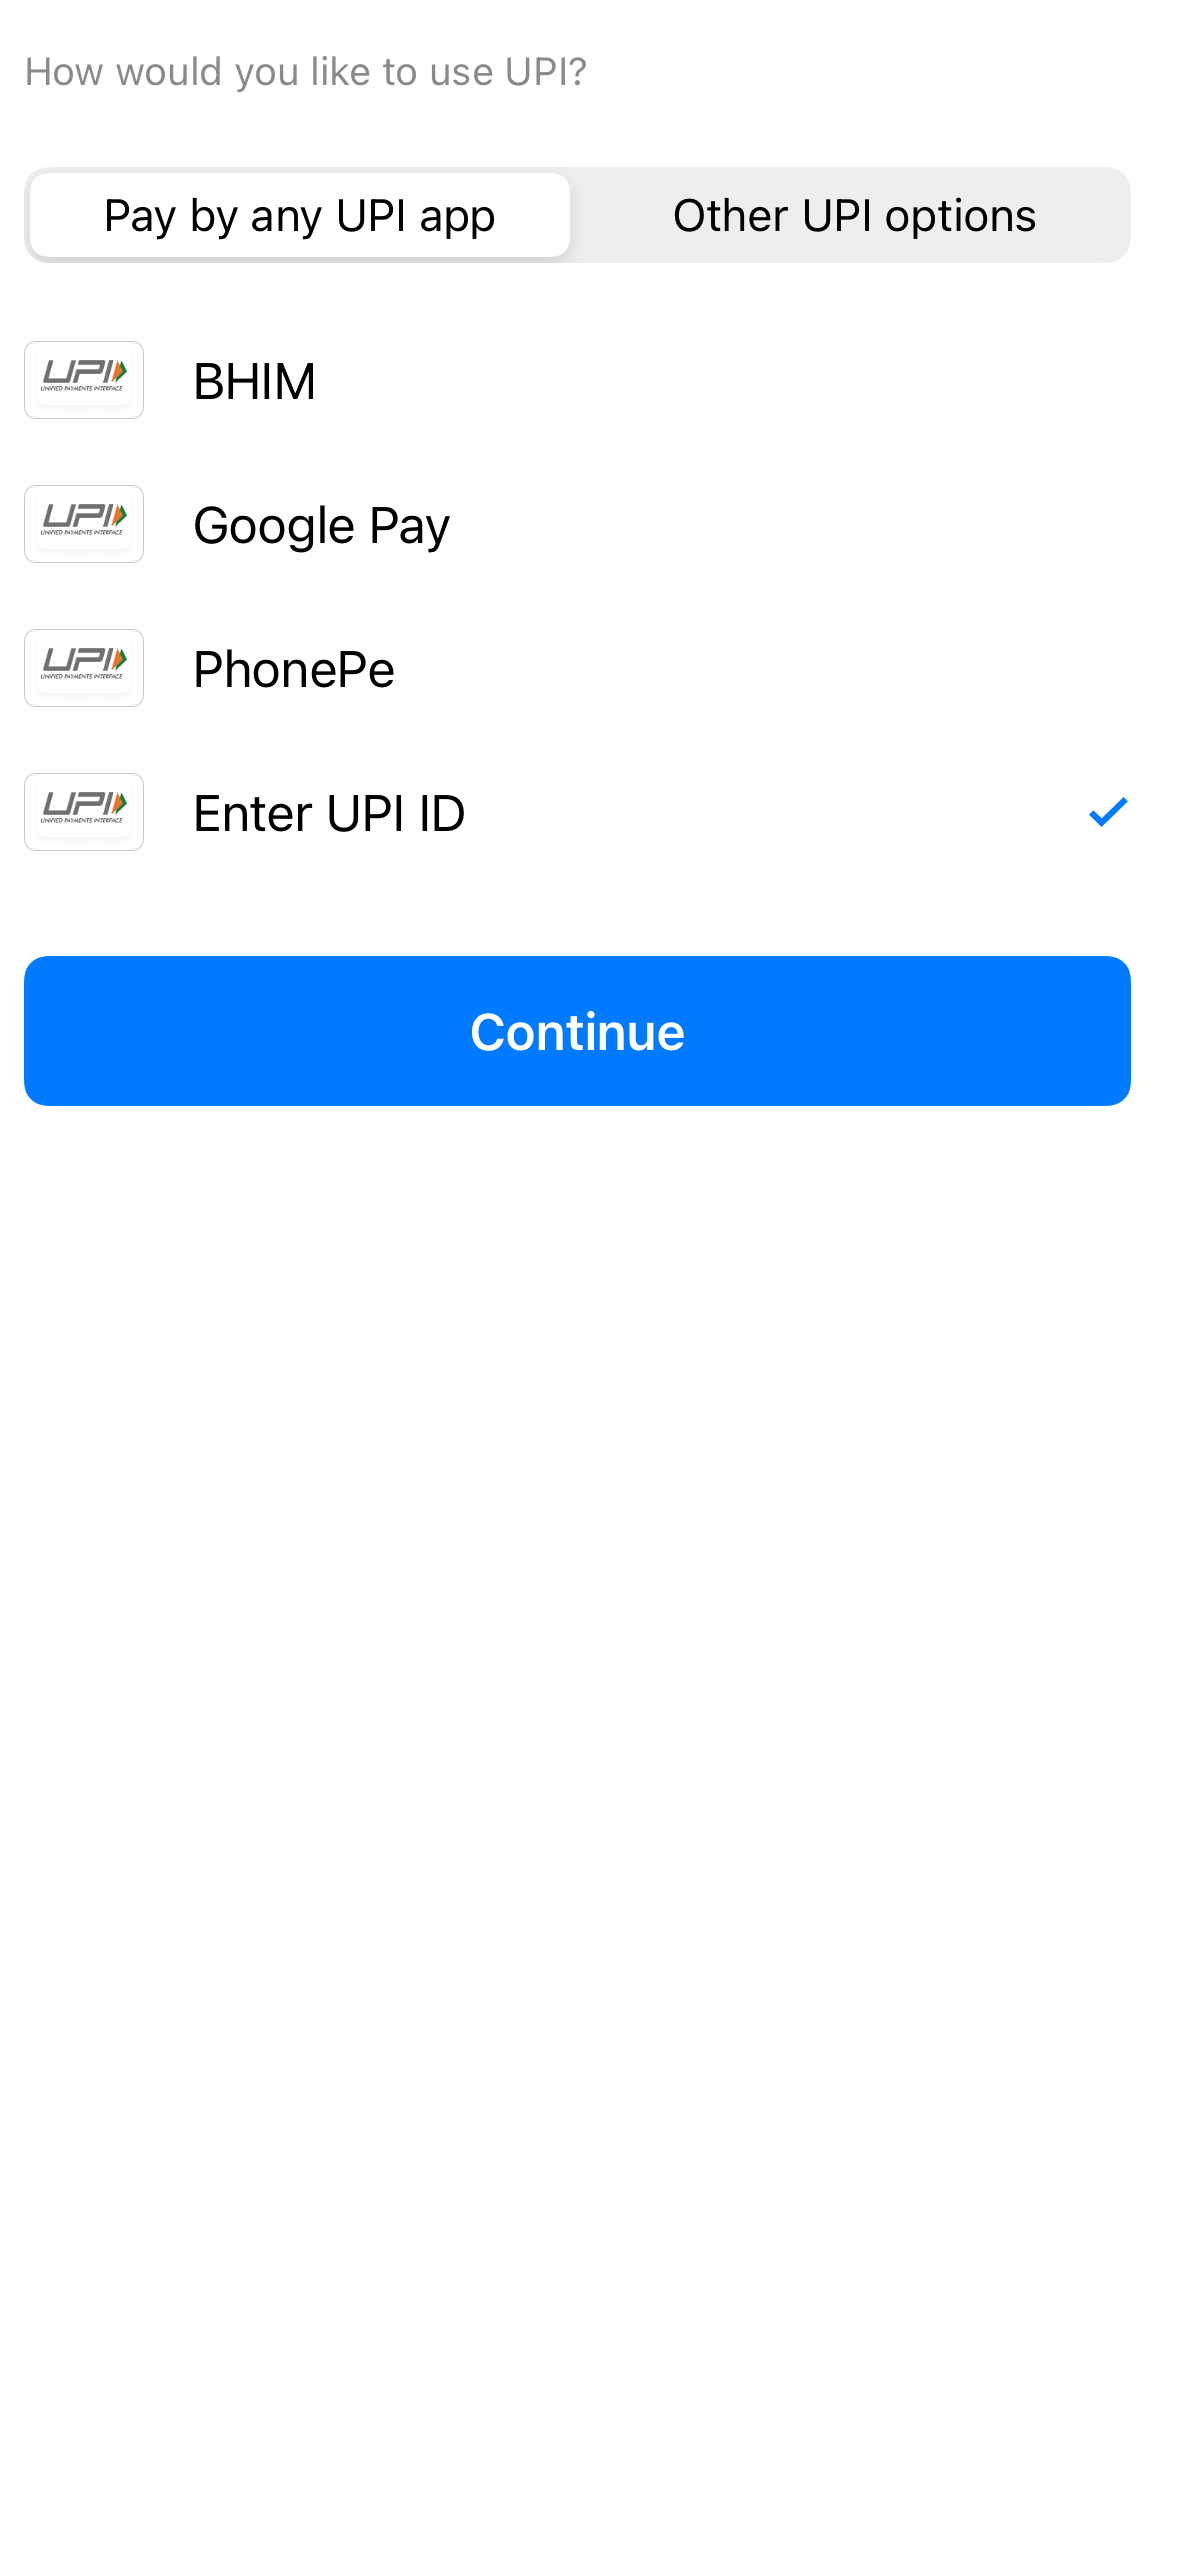 How would you like to use UPI?
Pay by any UPI app
Other UPI options
UPI
UNIFIED PAYMENTS INTERFACE
BHIM
UPI
UNIFIED PAYMENTS INTERFACE
Google Pay
UPI
UNIFIED PAYMENTS INTERFACE
PhonePe
UPI
UNIFIED PAYMENTS INTERFACE
Enter UPI ID
Continue